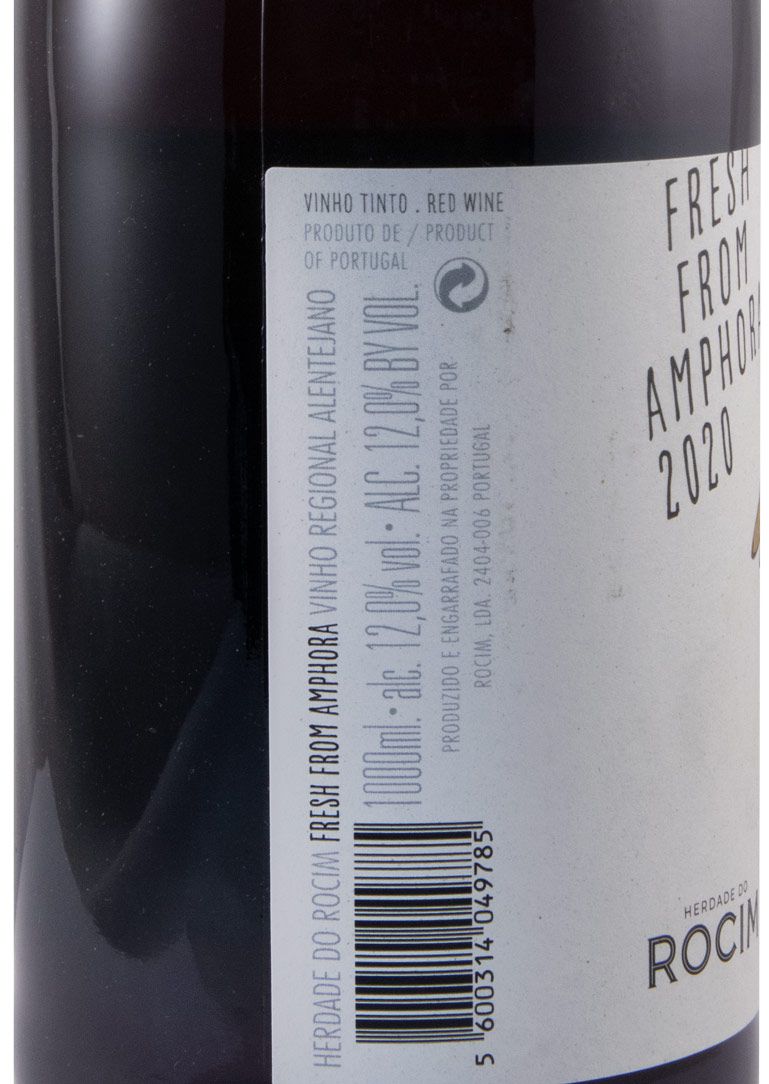 VINHO TINTO . RED WINE
PRODUTO DE / PRODUCT
OF PORTUGAL
HERDADE DO ROCIM FRESH FROM AMPHORA VINHO REGIONAL ALENTEJANO
1000ml. • alc. 12,0% vol. • ALC. 12,0% BY VOL.
PRODUZIDO E ENGARRAFADO NA PROPRIEDADE POR
ROCIM, LDA. 2404-006 PORTUGAL
5 600314 049785
FRESH
FROM
AMPHORA
2020
HERDADE DO
ROCIM